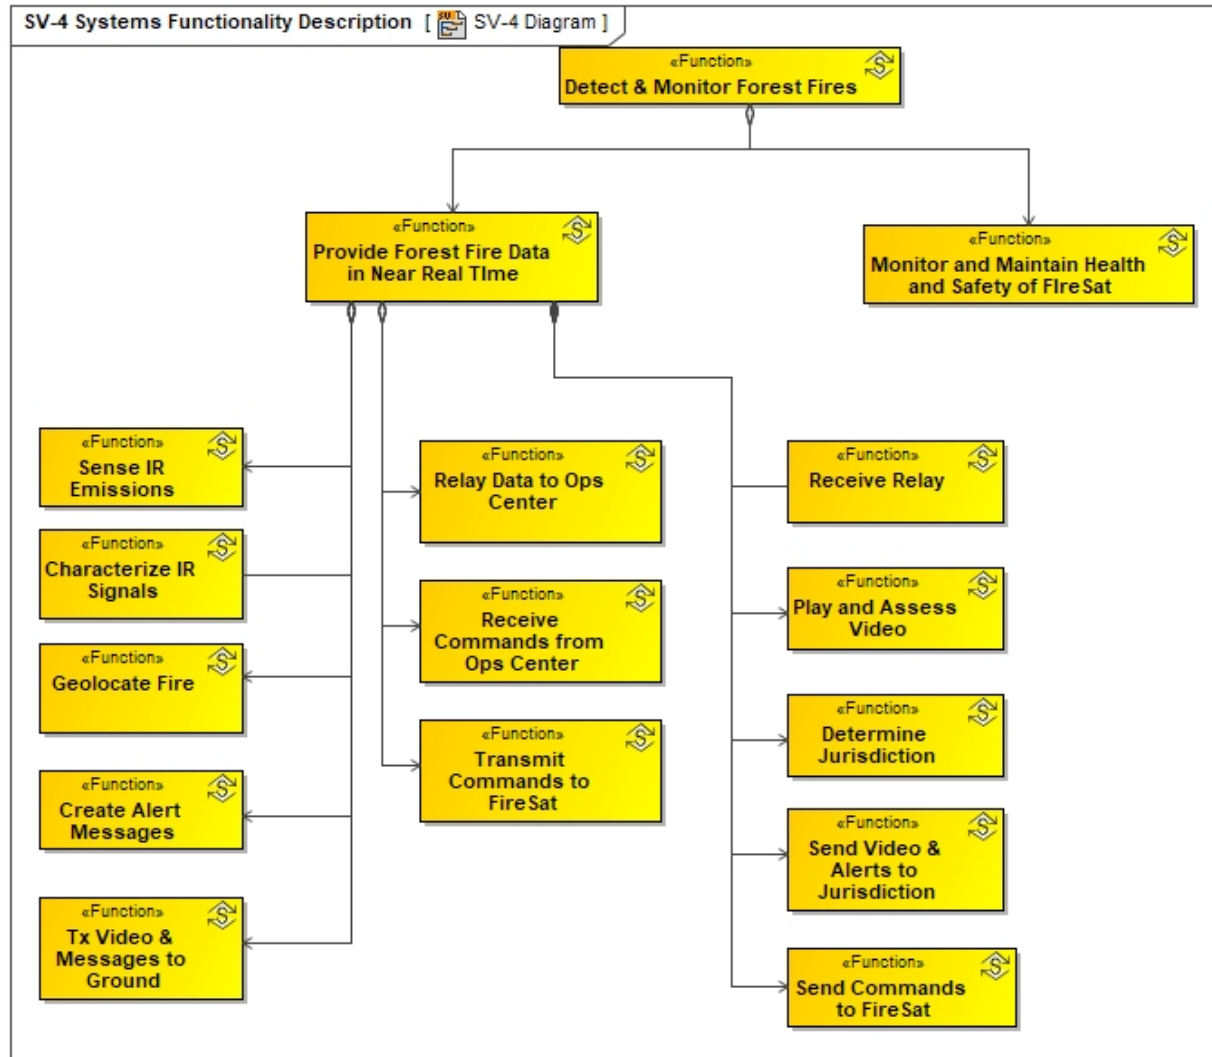 SV-4 Systems Functionality Description [ SV-4 Diagram ]
«Function»
Detect & Monitor Forest Fires
«Function»
Provide Forest Fire Data
in Near Real TIme
«Function»
Monitor and Maintain Health
and Safety of FIreSat
«Function»
Sense IR
Emissions
«Function»
Characterize IR
Signals
«Function»
Geolocate Fire
«Function»
Create Alert
Messages
«Function»
Tx Video &
Messages to
Ground
«Function»
Relay Data to Ops
Center
«Function»
Receive
Commands from
Ops Center
«Function»
Transmit
Commands to
FireSat
«Function»
Receive Relay
«Function»
Play and Assess
Video
«Function»
Determine
Jurisdiction
«Function»
Send Video &
Alerts to
Jurisdiction
«Function»
Send Commands
to FireSat